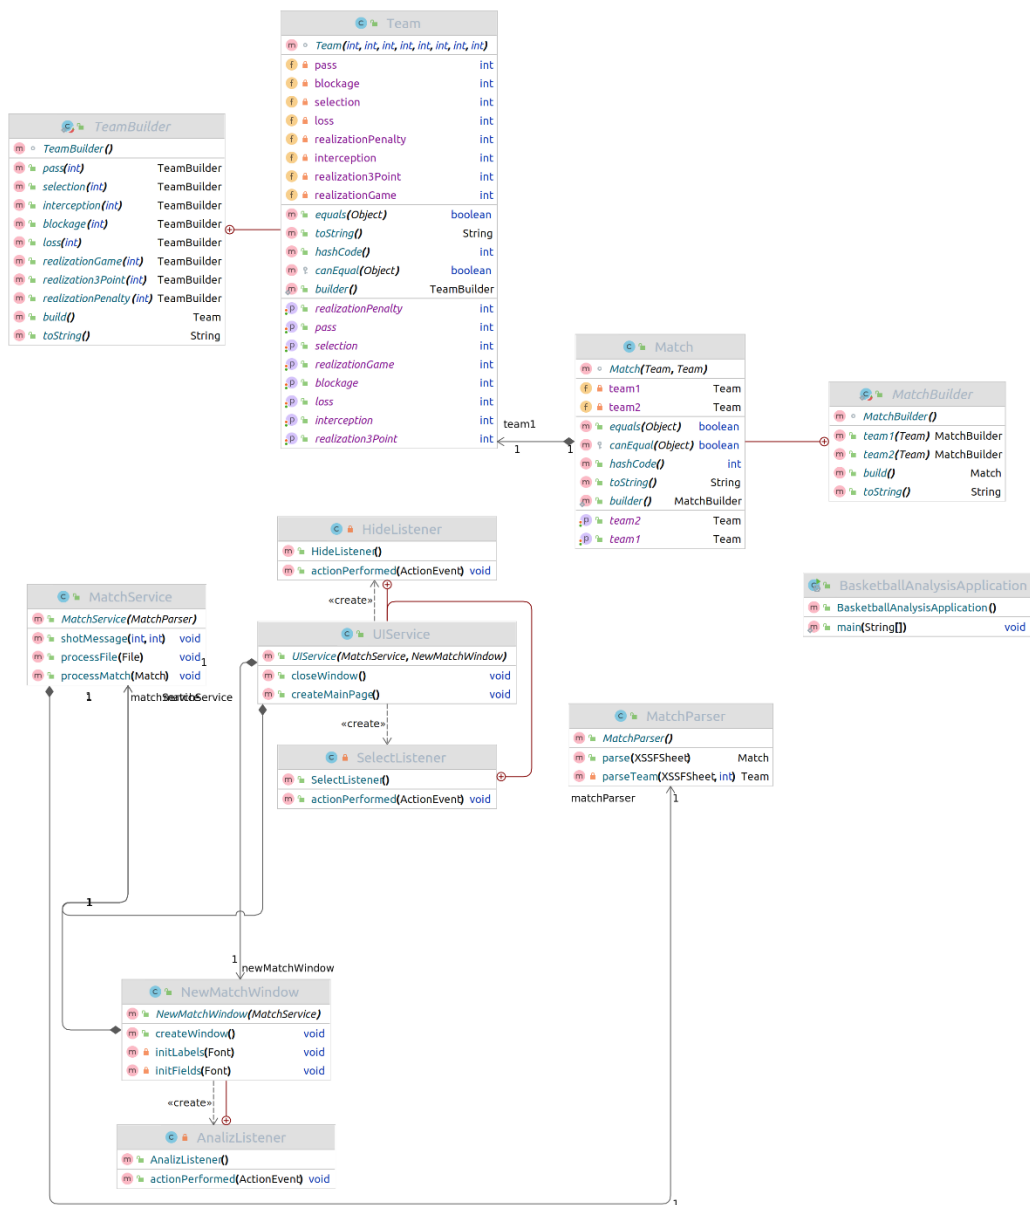 Team
Team(int, int, int, int, int, int, int, int)
pass int
blockage int
selection int
loss int
realizationPenalty int
interception int
realization3Point int
realizationGame int
equals(Object) boolean
toString() String
hashCode() int
canEqual(Object) boolean
builder() TeamBuilder
realizationPenalty int
pass int
selection int
realizationGame int
blockage int
loss int
interception int
realization3Point int
TeamBuilder
TeamBuilder()
pass(int) TeamBuilder
selection(int) TeamBuilder
interception(int) TeamBuilder
blockage(int) TeamBuilder
loss(int) TeamBuilder
realizationGame(int) TeamBuilder
realization3Point(int) TeamBuilder
realizationPenalty(int) TeamBuilder
build() Team
toString() String
team1
1
1
Match
Match(Team, Team)
team1 Team
team2 Team
equals(Object) boolean
canEqual(Object) boolean
hashCode() int
toString() String
builder() MatchBuilder
team2 Team
team1 Team
MatchBuilder
MatchBuilder()
team1(Team) MatchBuilder
team2(Team) MatchBuilder
build() Match
toString() String
HideListener
HideListener()
actionPerformed(ActionEvent) void
«create»
MatchService
MatchService(MatchParser)
shotMessage(int, int) void
processFile(File) void
processMatch(Match) void
1
1
matchService
UIService
UIService(MatchService, NewMatchWindow)
closeWindow() void
createMainPage() void
«create»
SelectListener
SelectListener()
actionPerformed(ActionEvent) void
BasketballAnalysisApplication
BasketballAnalysisApplication()
main(String[]) void
MatchParser
MatchParser()
parse(XSSFSheet) Match
parseTeam(XSSFSheet, int) Team
matchParser
1
1
1
newMatchWindow
NewMatchWindow
NewMatchWindow(MatchService)
createWindow() void
initLabels(Font) void
initFields(Font) void
«create»
AnalizListener
AnalizListener()
actionPerformed(ActionEvent) void
1